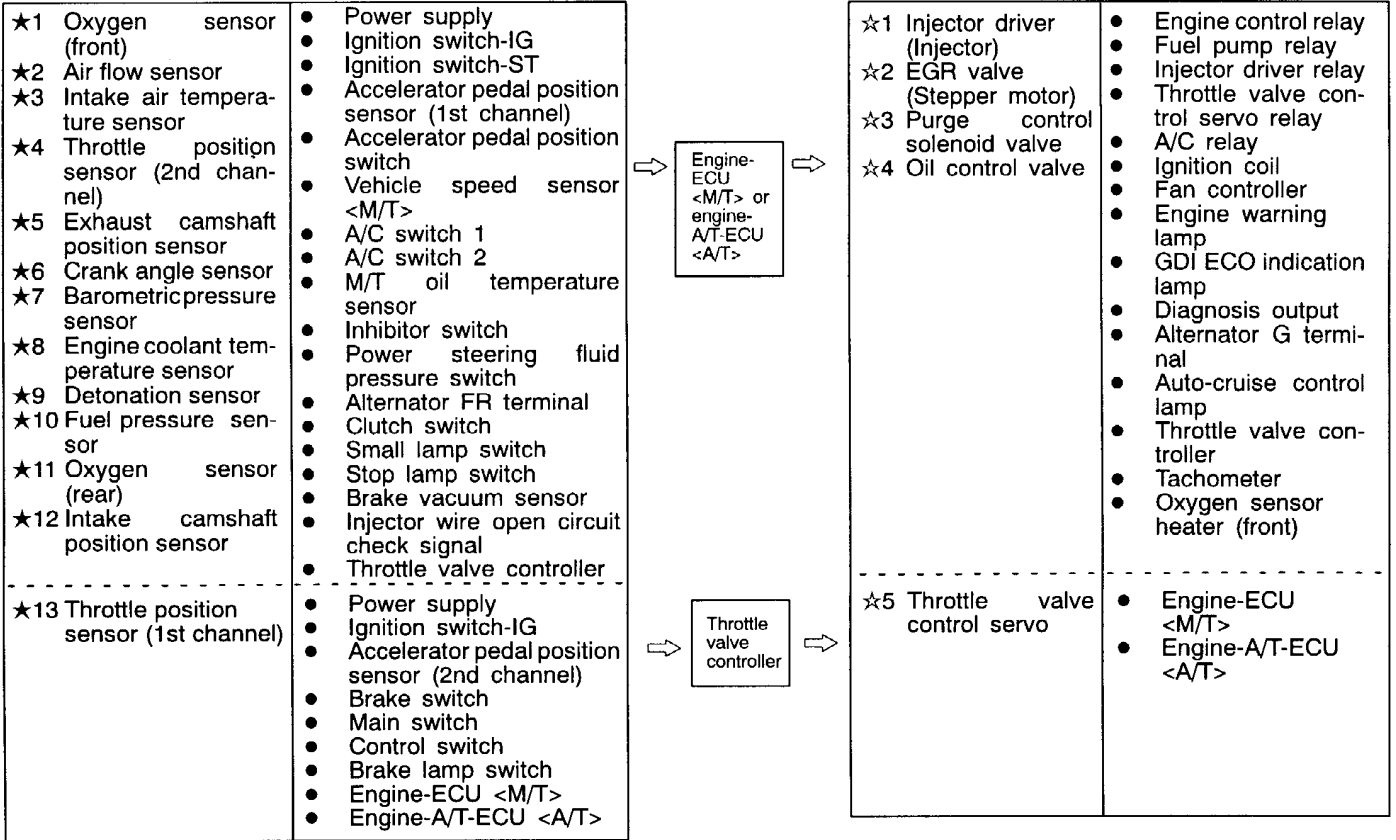 ★1 Oxygen sensor
(front)
★2 Air flow sensor
★3 Intake air tempera-
ture sensor
★4 Throttle position
sensor (2nd chan-
nel)
★5 Exhaust camshaft
position sensor
★6 Crank angle sensor
★7 Barometric pressure
sensor
★8 Engine coolant tem-
perature sensor
★9 Detonation sensor
★10 Fuel pressure sen-
sor
★11 Oxygen sensor
(rear)
★12 Intake camshaft
position sensor
● Power supply
● Ignition switch-IG
● Ignition switch-ST
● Accelerator pedal position
sensor (1st channel)
● Accelerator pedal position
switch
● Vehicle speed sensor
<M/T>
● A/C switch 1
● A/C switch 2
● M/T oil temperature
sensor
● Inhibitor switch
● Power steering fluid
pressure switch
● Alternator FR terminal
● Clutch switch
● Small lamp switch
● Stop lamp switch
● Brake vacuum sensor
● Injector wire open circuit
check signal
● Throttle valve controller
Engine-
ECU
<M/T> or
engine-
A/T-ECU
<A/T>
☆1 Injector driver
(Injector)
☆2 EGR valve
(Stepper motor)
☆3 Purge control
solenoid valve
☆4 Oil control valve
● Engine control relay
● Fuel pump relay
● Injector driver relay
● Throttle valve con-
trol servo relay
● A/C relay
● Ignition coil
● Fan controller
● Engine warning
lamp
● GDI ECO indication
lamp
● Diagnosis output
● Alternator G termi-
nal
● Auto-cruise control
lamp
● Throttle valve con-
troller
● Tachometer
● Oxygen sensor
heater (front)
★13 Throttle position
sensor (1st channel)
● Power supply
● Ignition switch-IG
● Accelerator pedal position
sensor (2nd channel)
● Brake switch
● Main switch
● Control switch
● Brake lamp switch
● Engine-ECU <M/T>
● Engine-A/T-ECU <A/T>
Throttle
valve
controller
☆5 Throttle valve
control servo
● Engine-ECU
<M/T>
● Engine-A/T-ECU
<A/T>